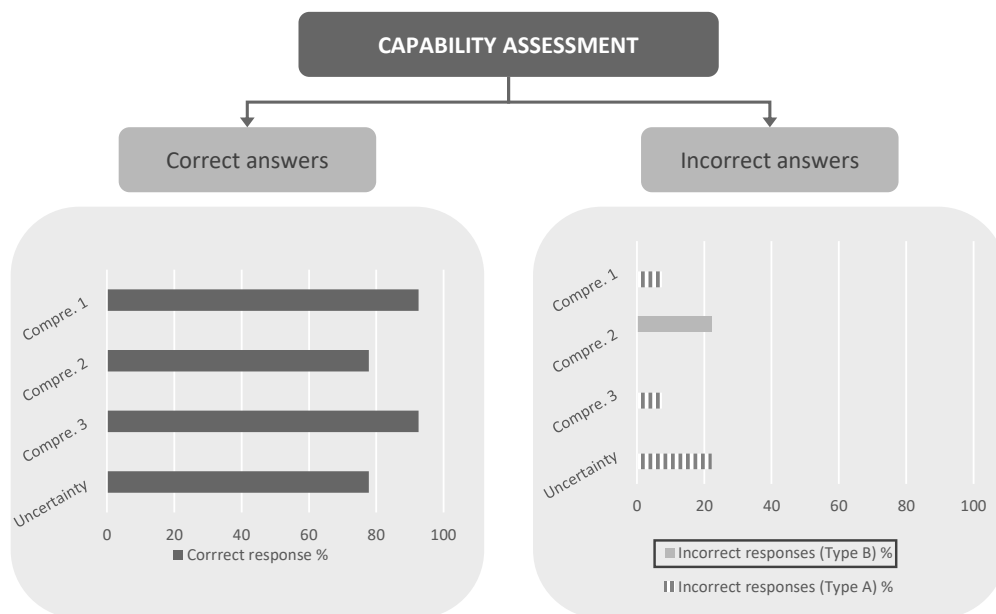 CAPABILITY ASSESSMENT
Correct answers
Incorrect answers
Compre. 1
Compre. 2
Compre. 3
Uncertainty
0 20 40 60 80 100
Corrrect response %
Compre. 1
Compre. 2
Compre. 3
Uncertainty
0 20 40 60 80 100
Incorrect responses (Type B) %
Incorrect responses (Type A) %